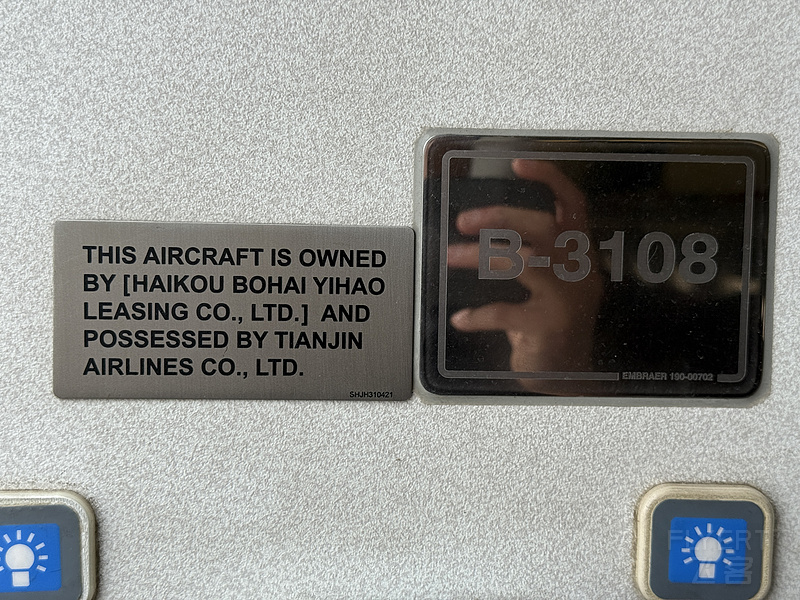 THIS AIRCRAFT IS OWNED
BY [HAIKOU BOHAI YIHAO
LEASING CO., LTD.] AND
POSSESSED BY TIANJIN
AIRLINES CO., LTD.
SHJH310421
B-3108
EMBRAER 190-00702